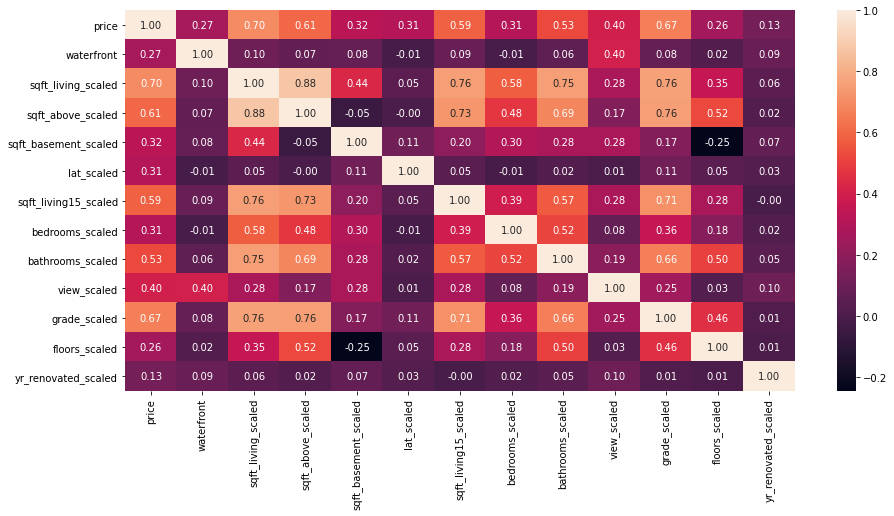 price 1.00 0.27 0.70 0.61 0.32 0.31 0.59 0.31 0.53 0.40 0.67 0.26 0.13
waterfront 0.27 1.00 0.10 0.07 0.08 -0.01 0.09 -0.01 0.06 0.40 0.08 0.02 0.09
sqft_living_scaled 0.70 0.10 1.00 0.88 0.44 0.05 0.76 0.58 0.75 0.28 0.76 0.35 0.06
sqft_above_scaled 0.61 0.07 0.88 1.00 -0.05 -0.00 0.73 0.48 0.69 0.17 0.76 0.52 0.02
sqft_basement_scaled 0.32 0.08 0.44 -0.05 1.00 0.11 0.20 0.30 0.28 0.28 0.17 -0.25 0.07
lat_scaled 0.31 -0.01 0.05 -0.00 0.11 1.00 0.05 -0.01 0.02 0.01 0.11 0.05 0.03
sqft_living15_scaled 0.59 0.09 0.76 0.73 0.20 0.05 1.00 0.39 0.57 0.28 0.71 0.28 -0.00
bedrooms_scaled 0.31 -0.01 0.58 0.48 0.30 -0.01 0.39 1.00 0.52 0.08 0.36 0.18 0.02
bathrooms_scaled 0.53 0.06 0.75 0.69 0.28 0.02 0.57 0.52 1.00 0.19 0.66 0.50 0.05
view_scaled 0.40 0.40 0.28 0.17 0.28 0.01 0.28 0.08 0.19 1.00 0.25 0.03 0.10
grade_scaled 0.67 0.08 0.76 0.76 0.17 0.11 0.71 0.36 0.66 0.25 1.00 0.46 0.01
floors_scaled 0.26 0.02 0.35 0.52 -0.25 0.05 0.28 0.18 0.50 0.03 0.46 1.00 0.01
yr_renovated_scaled 0.13 0.09 0.06 0.02 0.07 0.03 -0.00 0.02 0.05 0.10 0.01 0.01 1.00
price
waterfront
sqft_living_scaled
sqft_above_scaled
sqft_basement_scaled
lat_scaled
sqft_living15_scaled
bedrooms_scaled
bathrooms_scaled
view_scaled
grade_scaled
floors_scaled
yr_renovated_scaled
1.0
0.8
0.6
0.4
0.2
0.0
−0.2